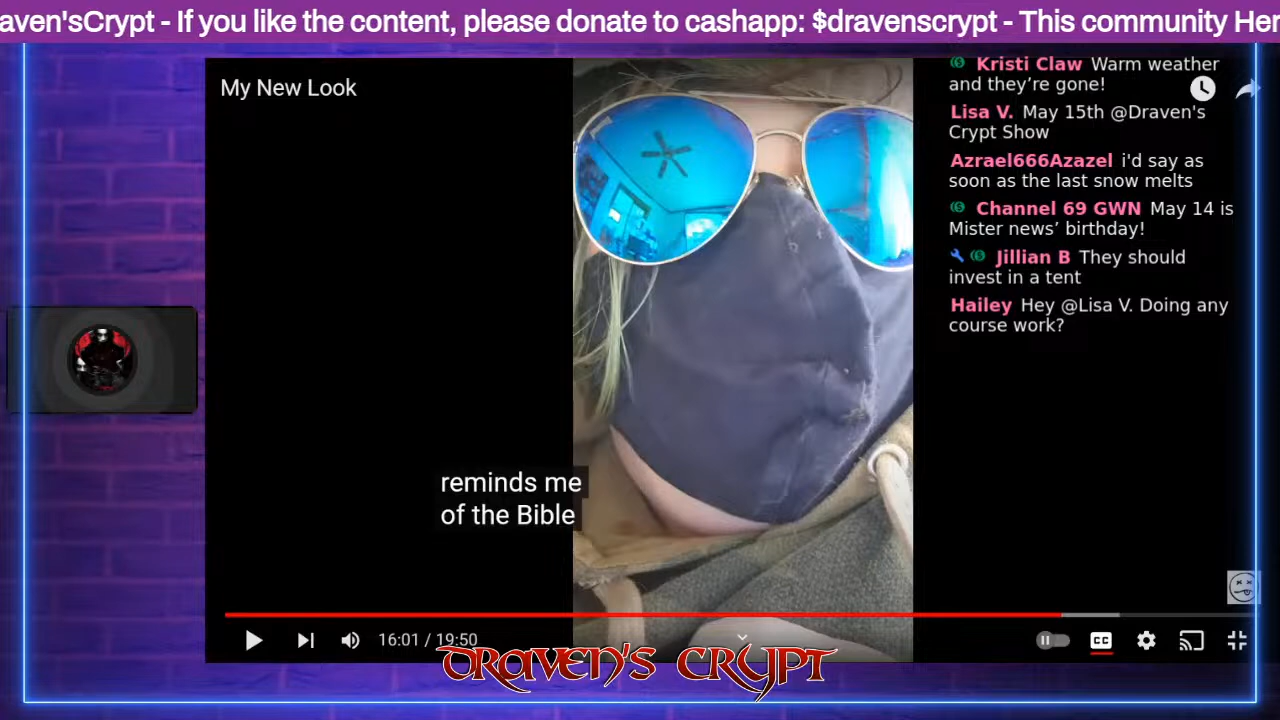 aven'sCrypt - If you like the content, please donate to cashapp: $dravenscrypt - This community Her
My New Look
Kristi Claw Warm weather
and they're gone!
Lisa V. May 15th @Draven's
Crypt Show
Azrael666Azazel i'd say as
soon as the last snow melts
Channel 69 GWN May 14 is
Mister news' birthday!
Jillian B They should
invest in a tent
Hailey Hey @Lisa V. Doing any
course work?
reminds me
of the Bible
16:01 / 19:50
CC
DRAVEN'S CRYPT